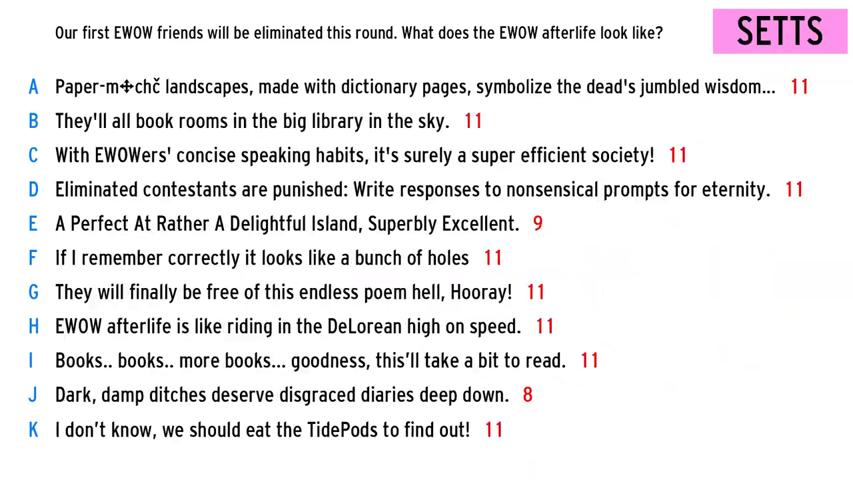 Our first EWOW friends will be eliminated this round. What does the EWOW afterlife look like?
SETTS
A Paper-m✢chč landscapes, made with dictionary pages, symbolize the dead's jumbled wisdom... 11
B They'll all book rooms in the big library in the sky. 11
C With EWOWers' concise speaking habits, it's surely a super efficient society! 11
D Eliminated contestants are punished: Write responses to nonsensical prompts for eternity. 11
E A Perfect At Rather A Delightful Island, Superbly Excellent. 9
F If I remember correctly it looks like a bunch of holes 11
G They will finally be free of this endless poem hell, Hooray! 11
H EWOW afterlife is like riding in the DeLorean high on speed. 11
I Books.. books.. more books... goodness, this'll take a bit to read. 11
J Dark, damp ditches deserve disgraced diaries deep down. 8
K I don't know, we should eat the TidePods to find out! 11